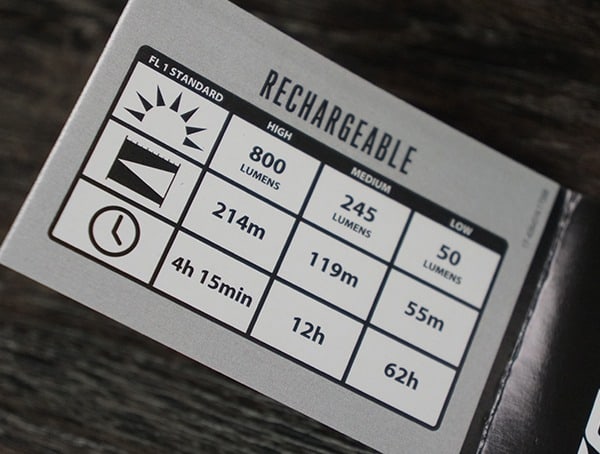 RECHARGEABLE
FL 1 STANDARD HIGH MEDIUM LOW
800 LUMENS 245 LUMENS 50 LUMENS
214m 119m 55m
4h 15min 12h 62h